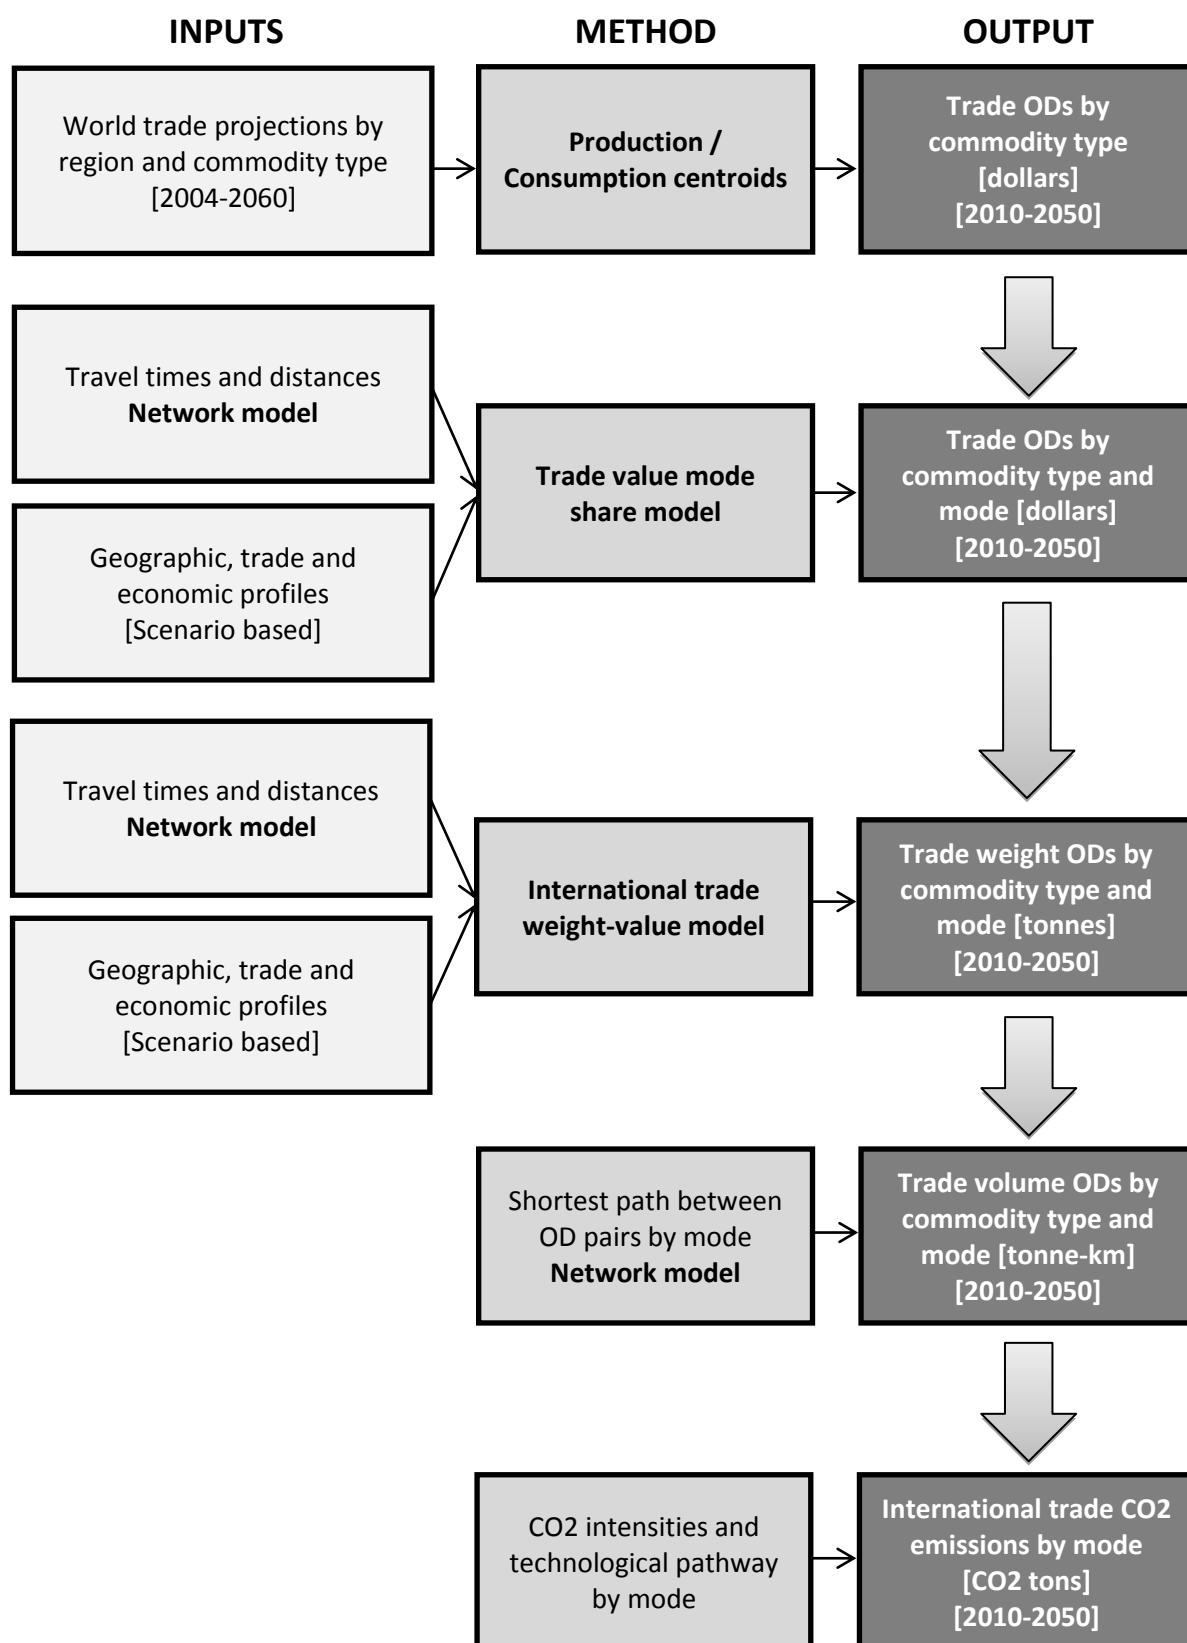 INPUTS
METHOD
OUTPUT
World trade projections by
region and commodity type
[2004-2060]
Production /
Consumption centroids
Trade ODs by
commodity type
[dollars]
[2010-2050]
Travel times and distances
Network model
Geographic, trade and
economic profiles
[Scenario based]
Trade value mode
share model
Trade ODs by
commodity type and
mode [dollars]
[2010-2050]
Travel times and distances
Network model
Geographic, trade and
economic profiles
[Scenario based]
International trade
weight-value model
Trade weight ODs by
commodity type and
mode [tonnes]
[2010-2050]
Shortest path between
OD pairs by mode
Network model
Trade volume ODs by
commodity type and
mode [tonne-km]
[2010-2050]
CO2 intensities and
technological pathway
by mode
International trade CO2
emissions by mode
[CO2 tons]
[2010-2050]